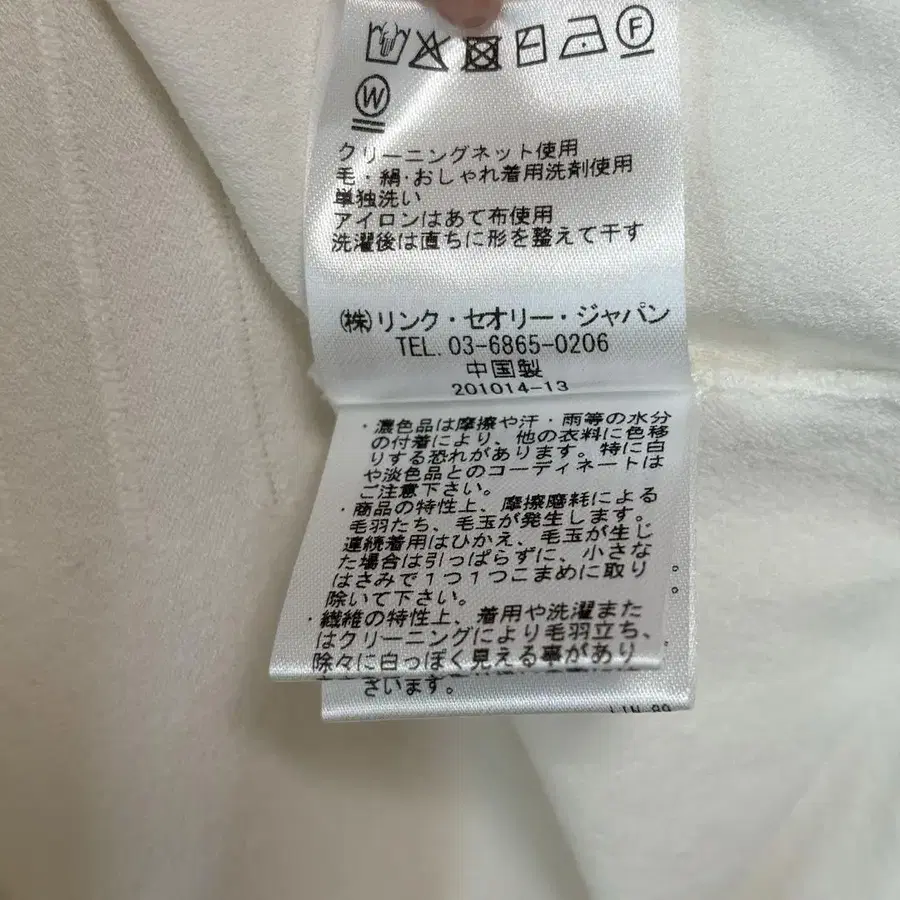 F
W
クリーニングネット使用
毛・絹・おしゃれ着用洗剤使用
単独洗い
アイロンはあて布使用
洗濯後は直ちに形を整えて干す
(株)リンク・セオリー・ジャパン
TEL. 03-6865-0206
中国製
201014-13
・濃色品は摩擦や汗・雨等の水分
の付着により、他の衣料に色移
りする恐れがあります。特に白
や淡色品とのコーディネートは
ご注意下さい。
・商品の特性上、摩擦磨耗による
毛羽たち、毛玉が発生します。
連続着用はひかえ、毛玉が生じ
た場合は引っぱらずに、小さな
はさみで１つ１つこまめに取り
除いて下さい。
・繊維の特性上、着用や洗濯また
はクリーニングにより毛羽立ち、
除々に白っぽく見える事があり
ざいます。